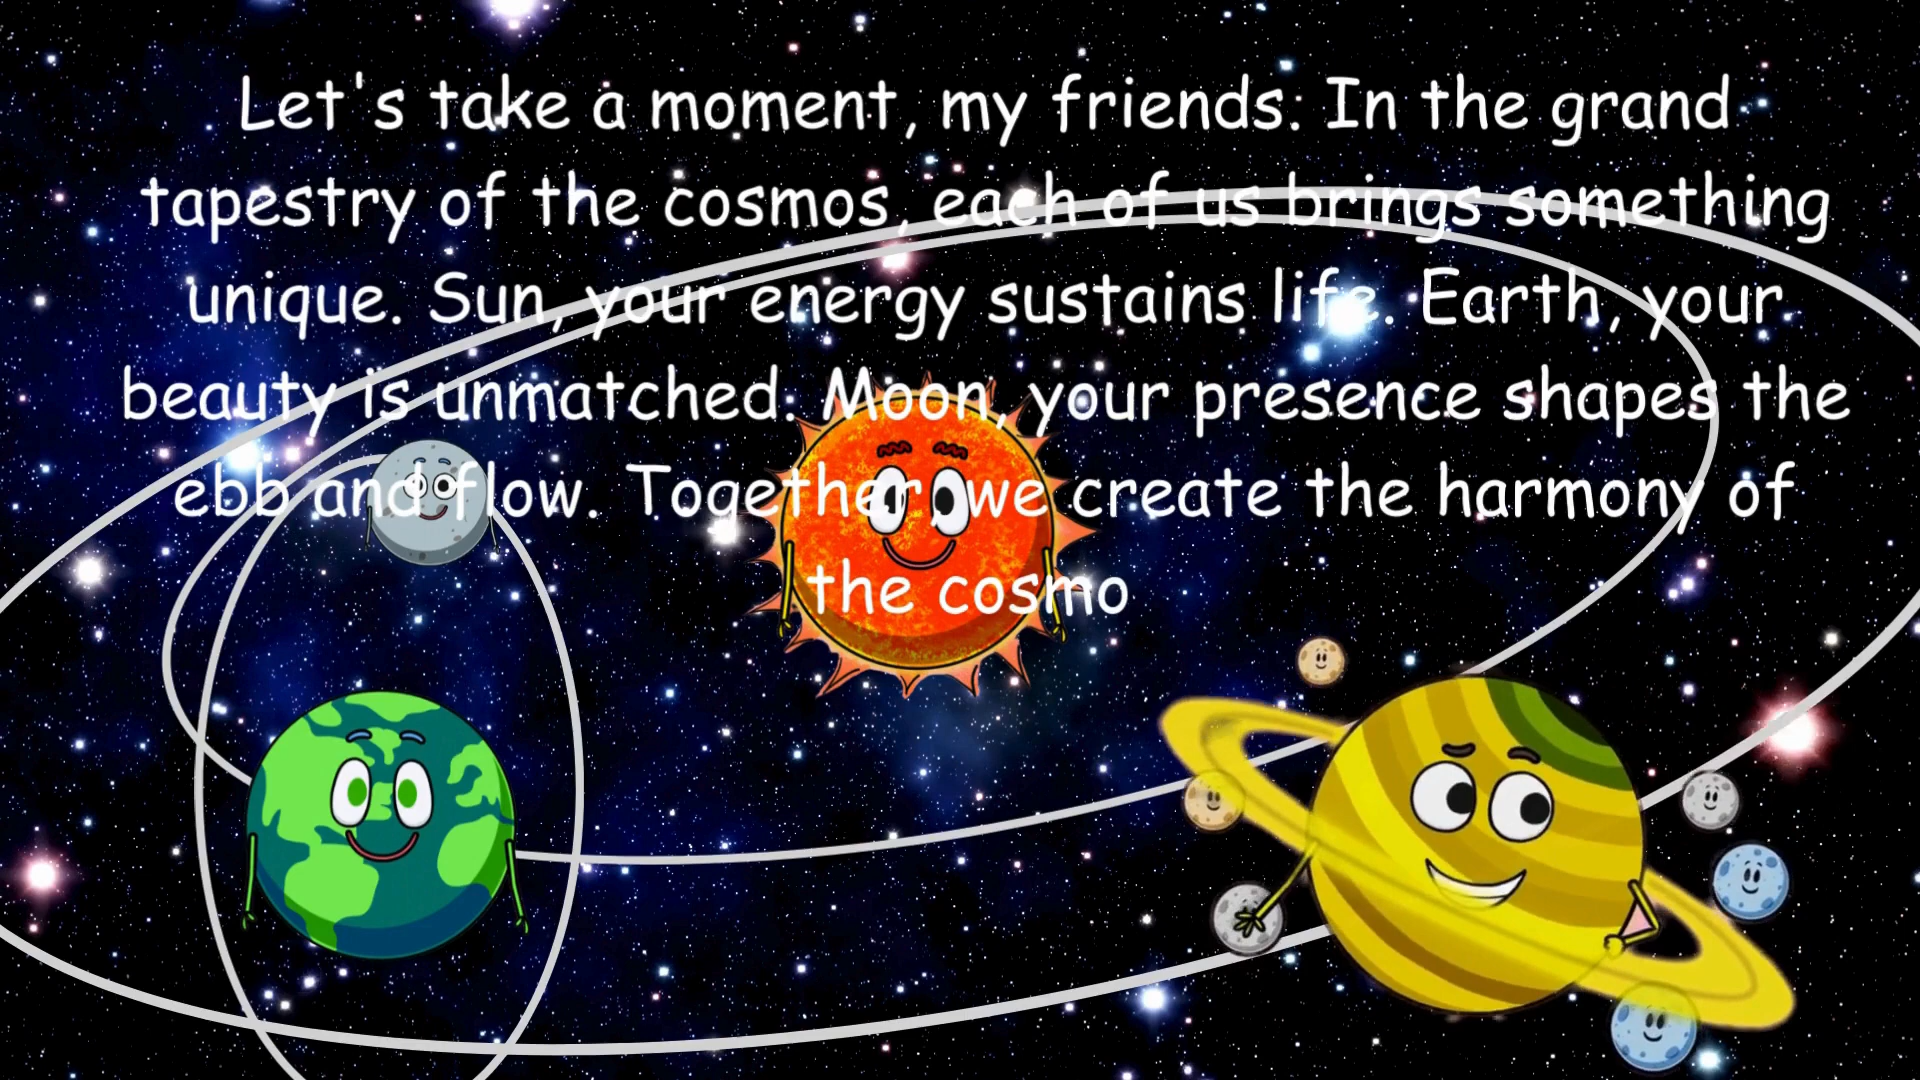 Let's take a moment, my friends. In the grand
tapestry of the cosmos, each of us brings something
unique. Sun, your energy sustains life. Earth, your
beauty is unmatched. Moon, your presence shapes the
ebb and flow. Together, we create the harmony of
the cosmo